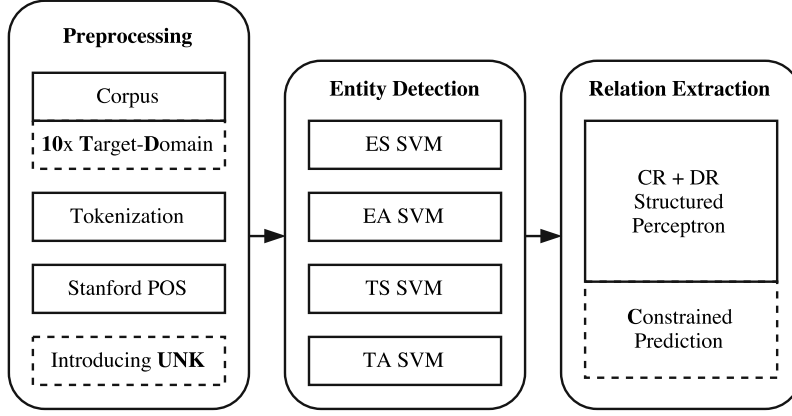 Preprocessing
Corpus
10x Target-Domain
Tokenization
Stanford POS
Introducing UNK
Entity Detection
ES SVM
EA SVM
TS SVM
TA SVM
Relation Extraction
CR + DR
Structured
Perceptron
Constrained
Prediction